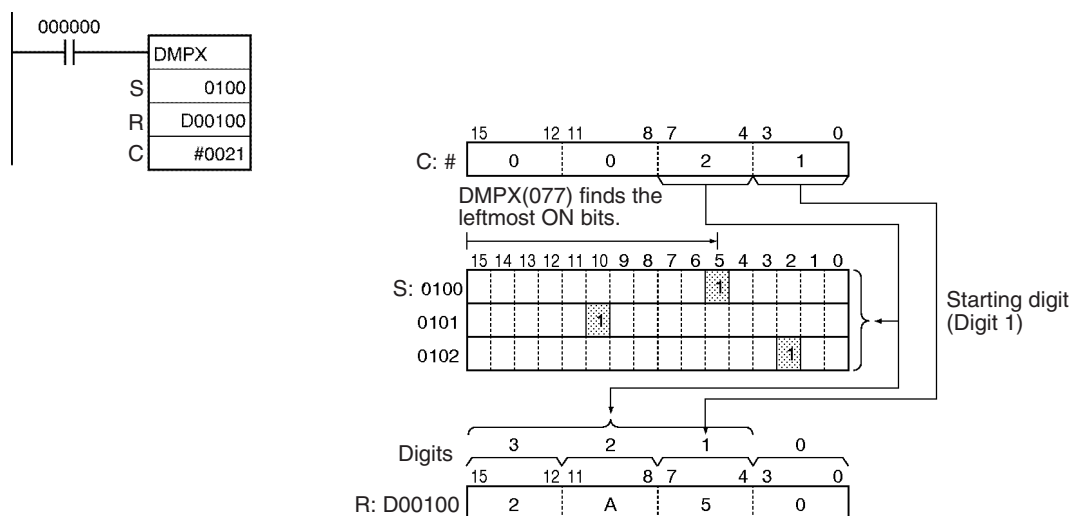 000000
DMPX
S 0100
R D00100
C #0021
15 12 11 8 7 4 3 0
C: # 0 0 2 1
DMPX(077) finds the
leftmost ON bits.
15 14 13 12 11 10 9 8 7 6 5 4 3 2 1 0
S: 0100 1
0101 1
0102 1
Starting digit
(Digit 1)
Digits 3 2 1 0
15 12 11 8 7 4 3 0
R: D00100 2 A 5 0